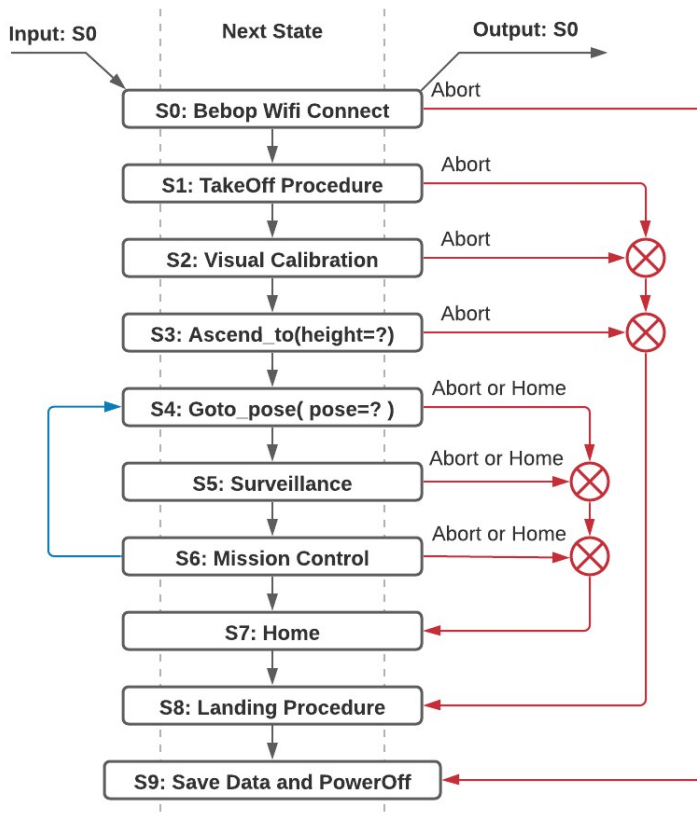 Input: S0
Next State
Output: S0
S0: Bebop Wifi Connect
Abort
S1: TakeOff Procedure
Abort
S2: Visual Calibration
Abort
S3: Ascend_to(height=?)
Abort
S4: Goto_pose( pose=? )
Abort or Home
S5: Surveillance
Abort or Home
S6: Mission Control
Abort or Home
S7: Home
S8: Landing Procedure
S9: Save Data and PowerOff